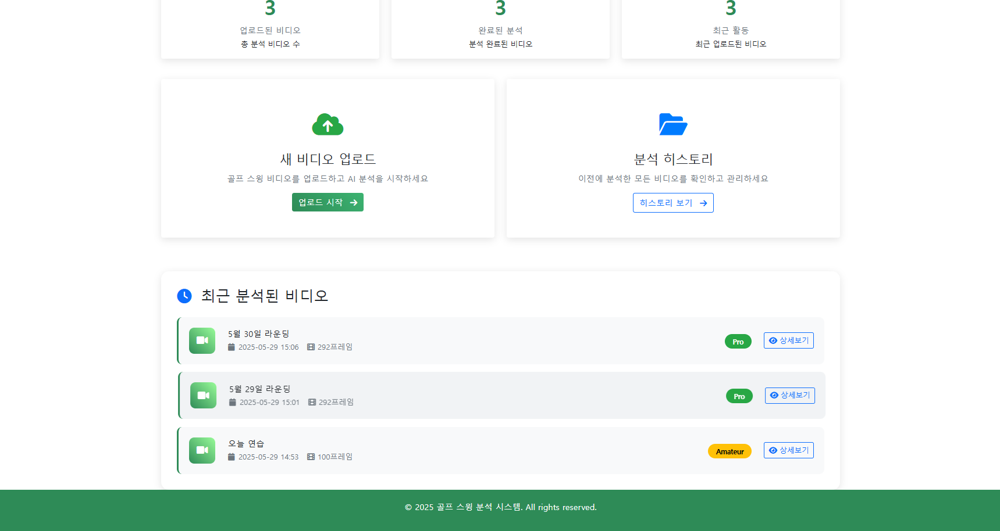 3
업로드된 비디오
총 분석 비디오 수
3
완료된 분석
분석 완료된 비디오
3
최근 활동
최근 업로드된 비디오
새 비디오 업로드
골프 스윙 비디오를 업로드하고 AI 분석을 시작하세요
업로드 시작
분석 히스토리
이전에 분석한 모든 비디오를 확인하고 관리하세요
히스토리 보기
최근 분석된 비디오
5월 30일 라운딩
2025-05-29 15:06 292프레임
Pro
상세보기
5월 29일 라운딩
2025-05-29 15:01 292프레임
Pro
상세보기
오늘 연습
2025-05-29 14:53 100프레임
Amateur
상세보기
© 2025 골프 스윙 분석 시스템. All rights reserved.